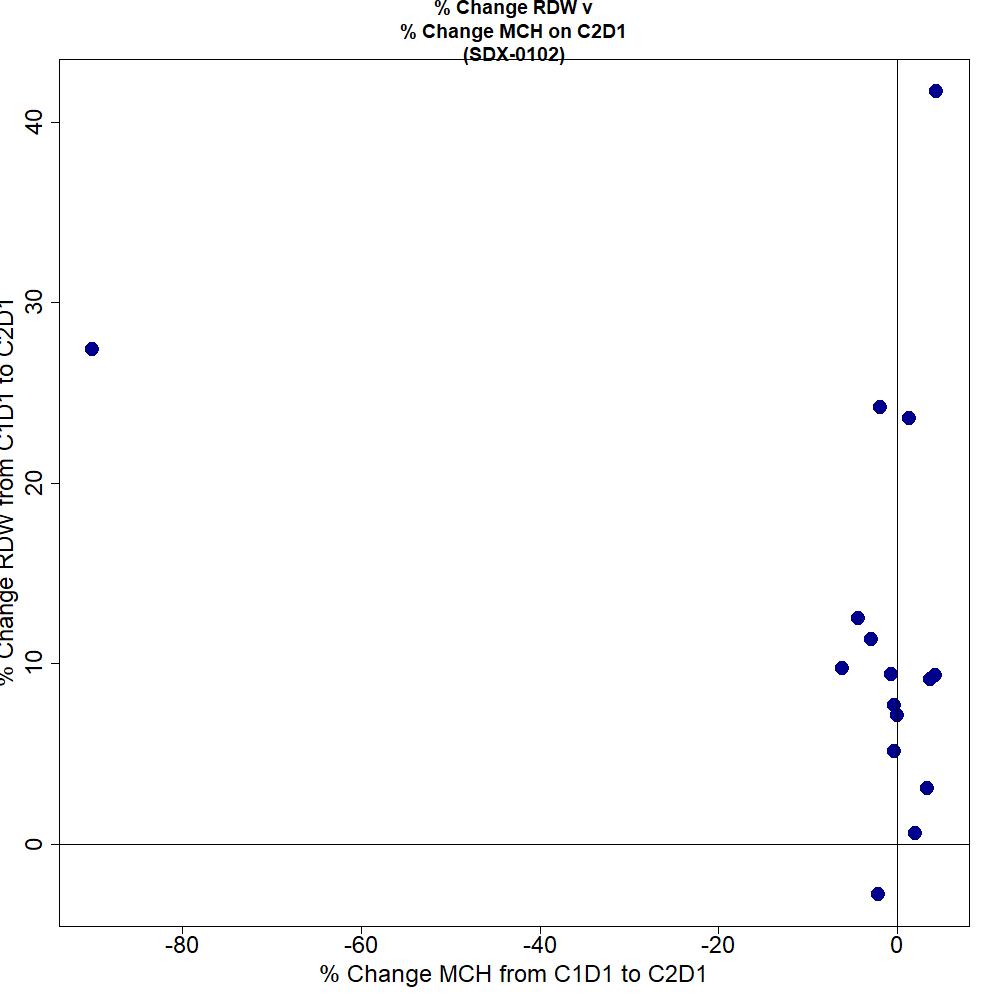 % Change RDW v
% Change MCH on C2D1
(SDX-0102)
40
30
20
10
0
% Change RDW from C1D1 to C2D1
-80
-60
-40
-20
0
% Change MCH from C1D1 to C2D1